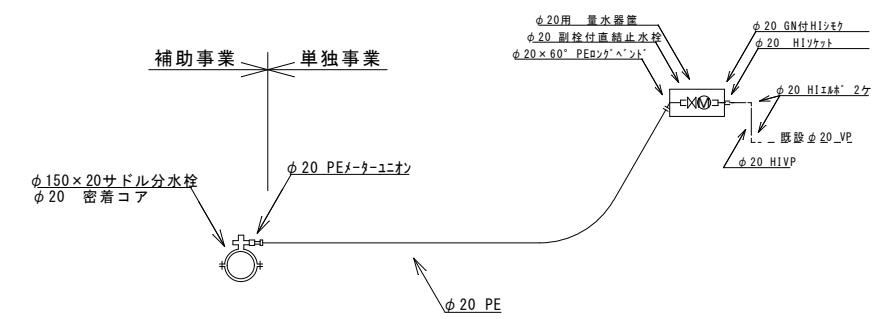 φ20用 量水器筺
φ20 副栓付直結止水栓
φ20×60° PEﾛﾝｸﾞﾍﾞﾝﾄﾞ
φ20 GN付HIｼﾓｸ
φ20 HIｿｹｯﾄ
補助事業
単独事業
M
φ20 HIｴﾙﾎﾞ 2ケ
既設φ20 VP
φ20 HIVP
φ20 PEﾒｰﾀｰﾕﾆｵﾝ
φ150×20サドル分水栓
φ20 密着コア
φ20 PE